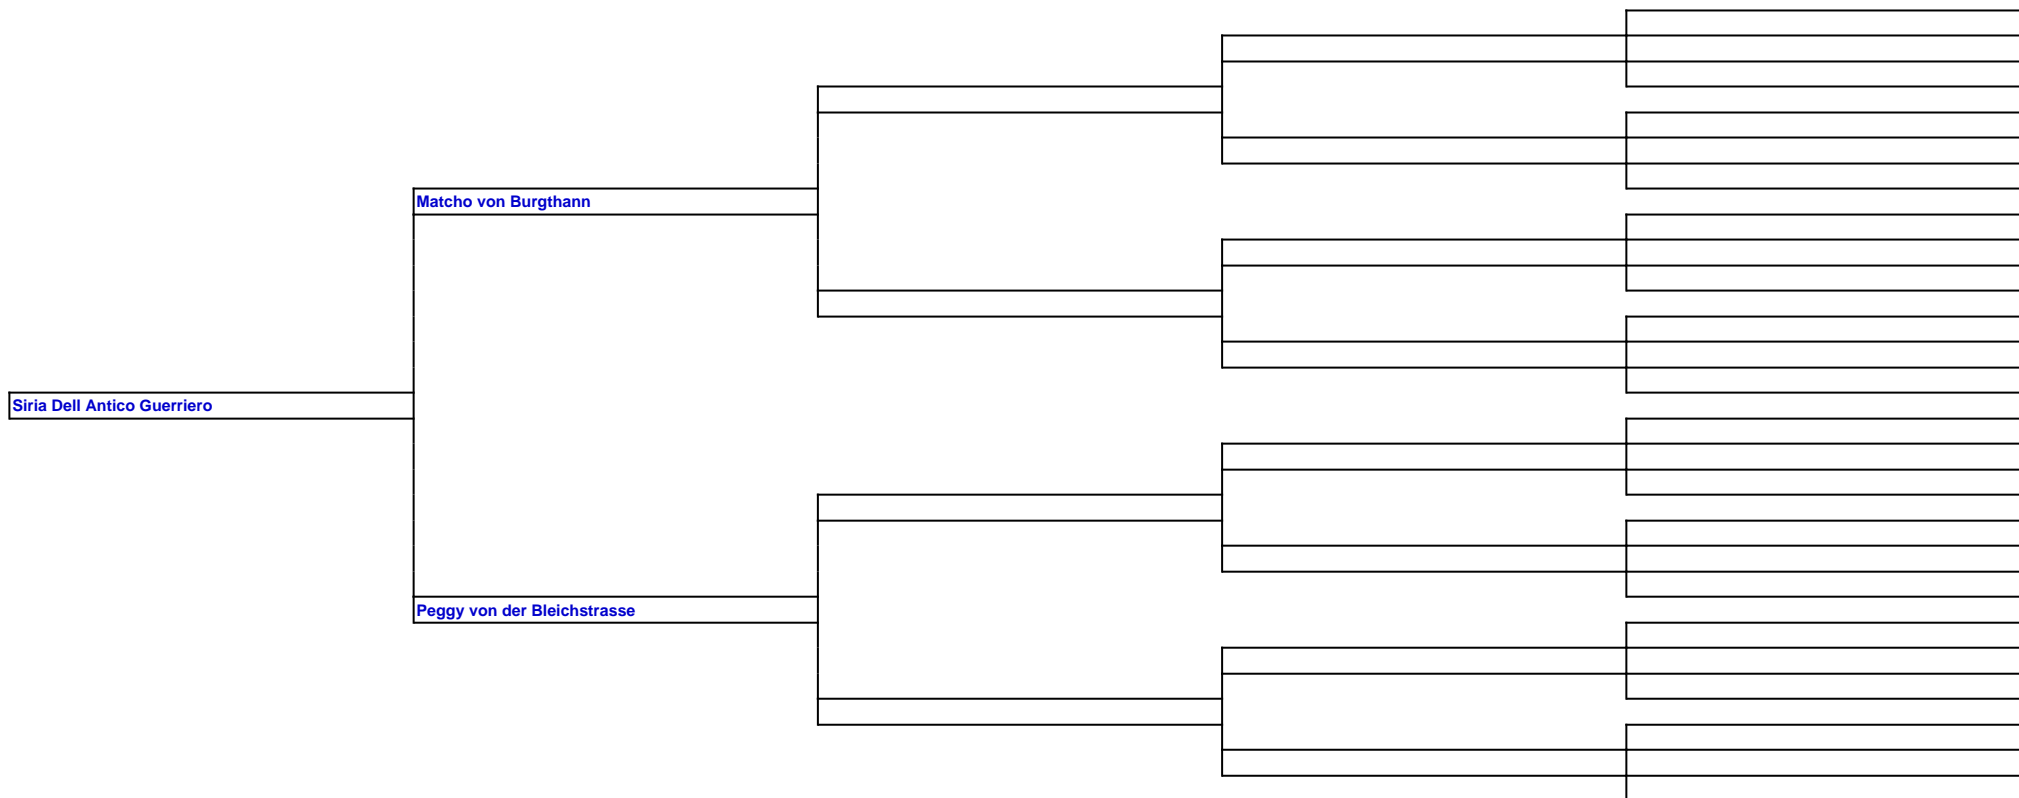 Matcho von Burgthann
Siria Dell Antico Guerriero
Peggy von der Bleichstrasse